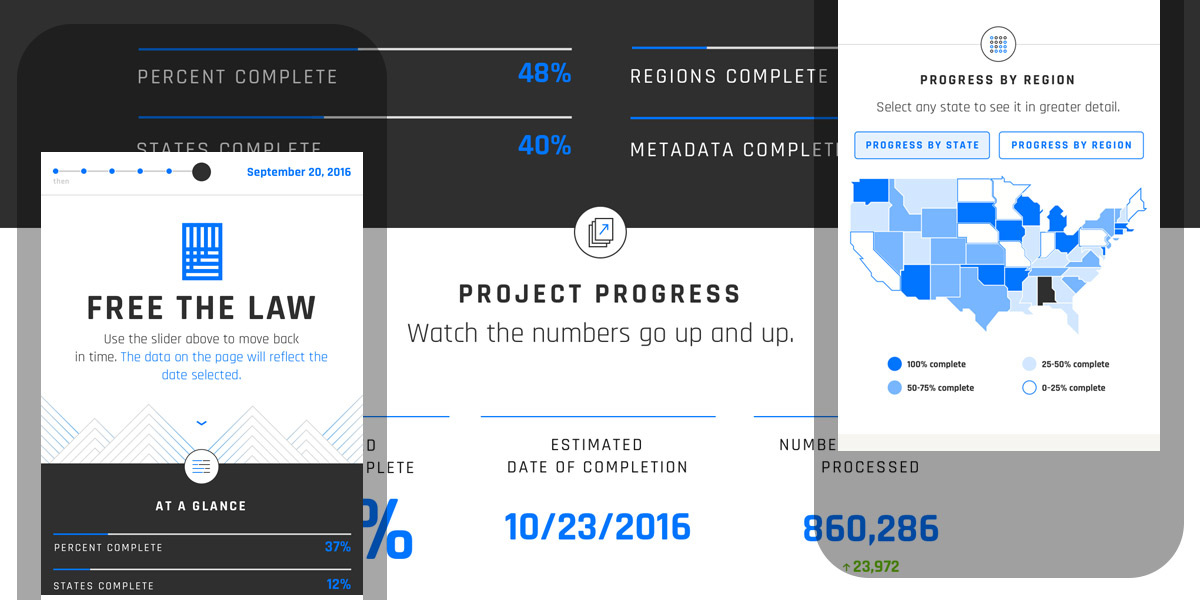 PERCENT COMPLETE
48%
REGIONS COMPLETE
STATES COMPLETE
40%
METADATA COMPLET
then
September 20, 2016
FREE THE LAW
Use the slider above to move back
in time. The data on the page will reflect the
date selected.
AT A GLANCE
PERCENT COMPLETE
37%
STATES COMPLETE
12%
PROJECT PROGRESS
Watch the numbers go up and up.
D
PLETE
%
ESTIMATED
DATE OF COMPLETION
10/23/2016
NUMBE
PROCESSED
860,286
↑23,972
PROGRESS BY REGION
Select any state to see it in greater detail.
PROGRESS BY STATE
PROGRESS BY REGION
100% complete
25-50% complete
50-75% complete
0-25% complete